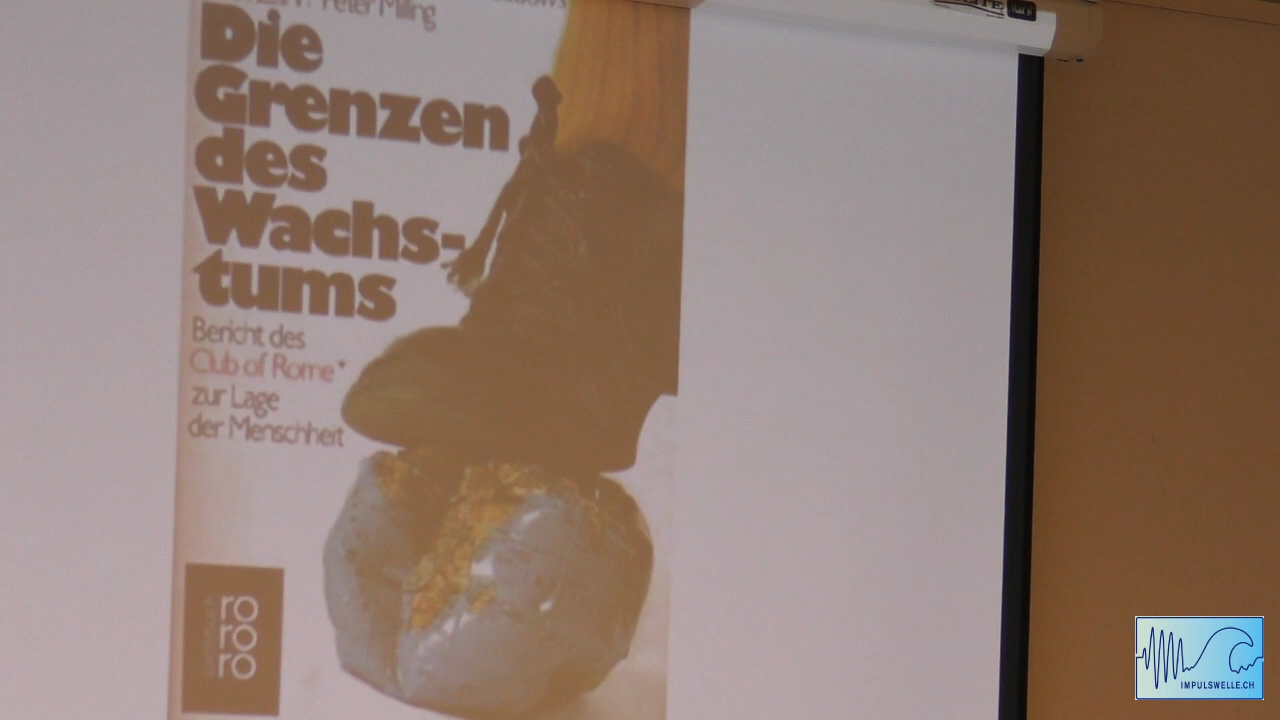 Peter Milling
Die
Grenzen
des
Wachs-
tums
Bericht des
Club of Rome*
zur Lage
der Menschheit
ro
ro
ro
IMPULSWELLE.CH